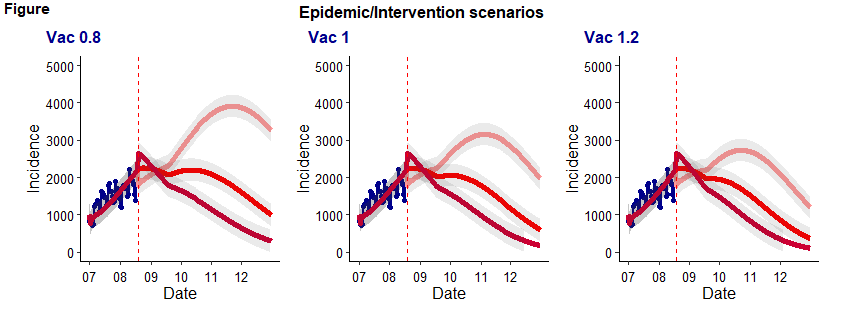 Figure
Epidemic/Intervention scenarios
Vac 0.8
Vac 1
Vac 1.2
Incidence
5000
4000
3000
2000
1000
0
07 08 09 10 11 12
Date
Incidence
5000
4000
3000
2000
1000
0
07 08 09 10 11 12
Date
Incidence
5000
4000
3000
2000
1000
0
07 08 09 10 11 12
Date